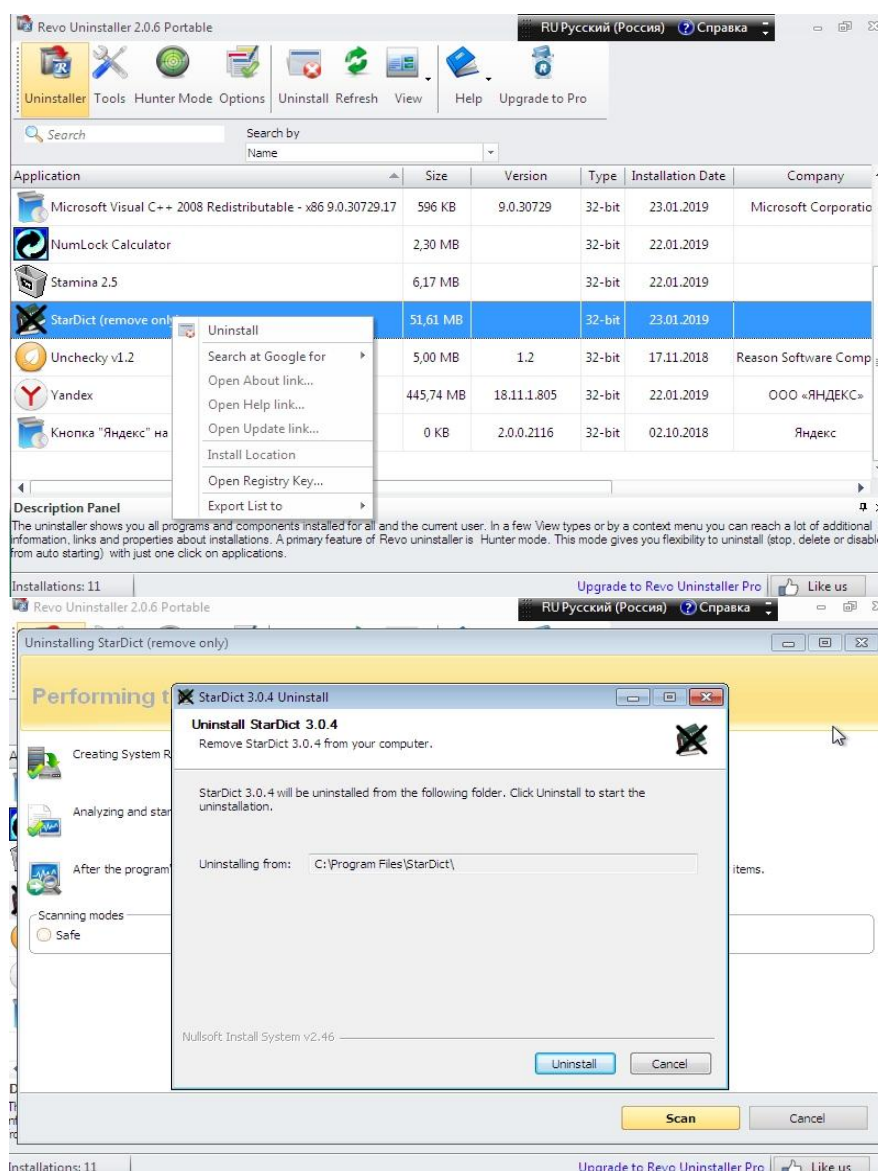 Revo Uninstaller 2.0.6 Portable
RU Русский (Россия) Справка
Uninstaller Tools Hunter Mode Options Uninstall Refresh View Help Upgrade to Pro
Search
Search by
Name
Application Size Version Type Installation Date Company
Microsoft Visual C++ 2008 Redistributable - x86 9.0.30729.17 596 KB 9.0.30729 32-bit 23.01.2019 Microsoft Corporatio
NumLock Calculator 2,30 MB 32-bit 22.01.2019
Stamina 2.5 6,17 MB 32-bit 22.01.2019
StarDict (remove onl 51,61 MB 32-bit 23.01.2019
Uninstall
Search at Google for
Open About link...
Open Help link...
Open Update link...
Install Location
Open Registry Key...
Export List to
Unchecky v1.2 5,00 MB 1.2 32-bit 17.11.2018 Reason Software Comp
Yandex 445,74 MB 18.11.1.805 32-bit 22.01.2019 ООО «ЯНДЕКС»
Кнопка "Яндекс" на 0 KB 2.0.0.2116 32-bit 02.10.2018 Яндекс
Description Panel
The uninstaller shows you all programs and components installed for all and the current user. In a few View types or by a context menu you can reach a lot of additional
information, links and properties about installations. A primary feature of Revo uninstaller is Hunter mode. This mode gives you flexibility to uninstall (stop, delete or disabl
from auto starting) with just one click on applications.
Installations: 11 Upgrade to Revo Uninstaller Pro Like us
Revo Uninstaller 2.0.6 Portable
RU Русский (Россия) Справка
Uninstalling StarDict (remove only)
Performing t
Creating System R
Analyzing and star
After the program' items.
Scanning modes
Safe
StarDict 3.0.4 Uninstall
Uninstall StarDict 3.0.4
Remove StarDict 3.0.4 from your computer.
StarDict 3.0.4 will be uninstalled from the following folder. Click Uninstall to start the
uninstallation.
Uninstalling from: C:\Program Files\StarDict\
Nullsoft Install System v2.46
Uninstall Cancel
Scan Cancel
Installations: 11 Upgrade to Revo Uninstaller Pro Like us